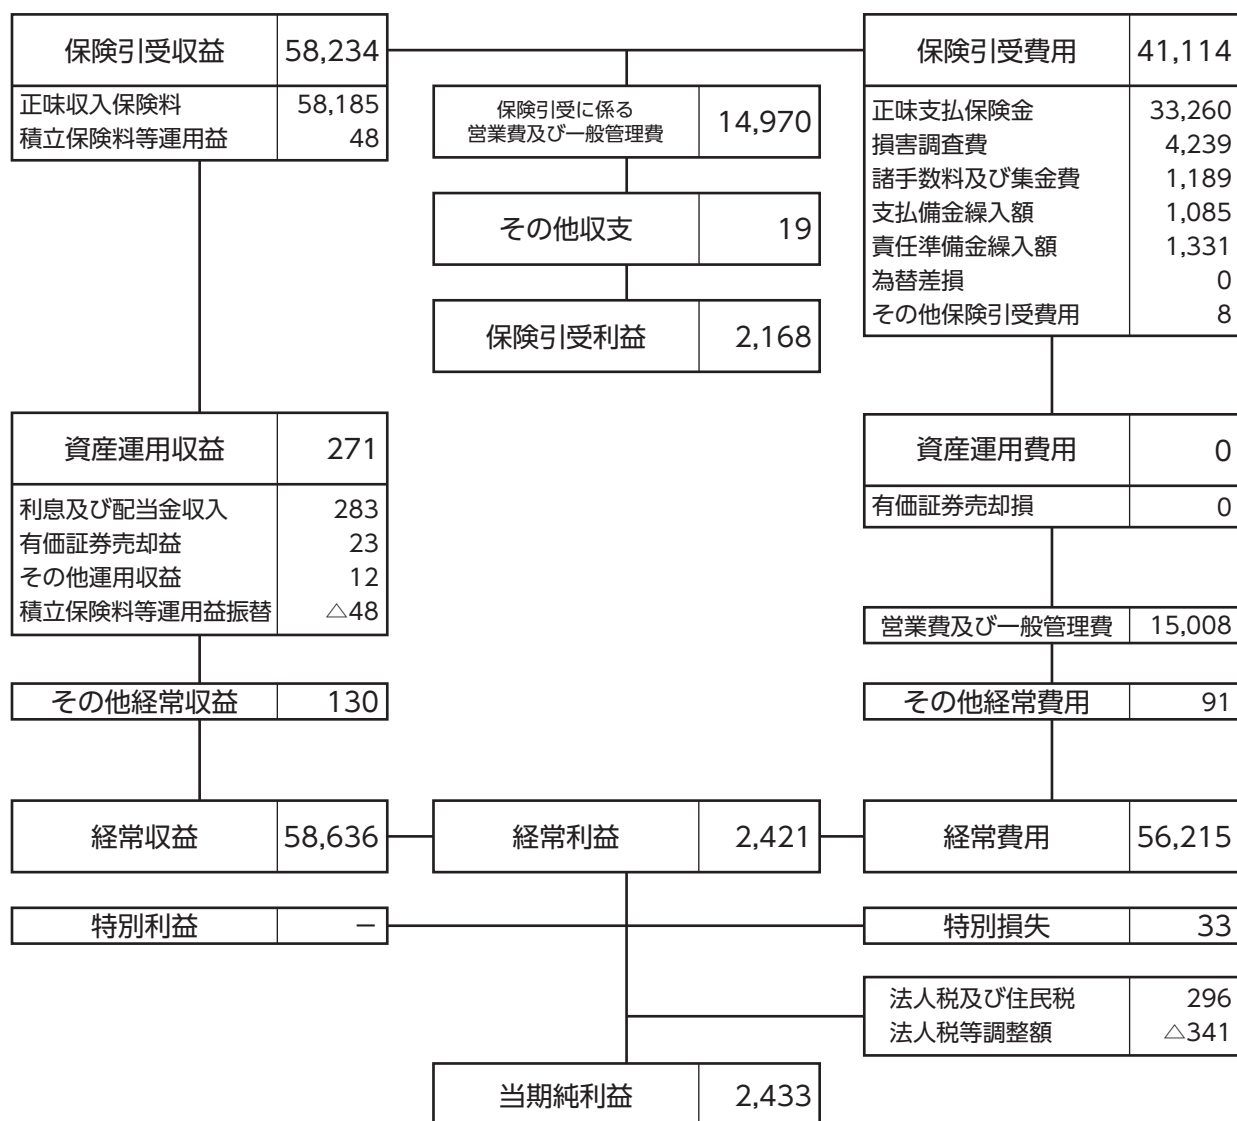 保険引受収益 58,234
正味収入保険料 58,185
積立保険料等運用益 48
保険引受に係る
営業費及び一般管理費 14,970
その他収支 19
保険引受利益 2,168
保険引受費用 41,114
正味支払保険金 33,260
損害調査費 4,239
諸手数料及び集金費 1,189
支払備金繰入額 1,085
責任準備金繰入額 1,331
為替差損 0
その他保険引受費用 8
資産運用収益 271
利息及び配当金収入 283
有価証券売却益 23
その他運用収益 12
積立保険料等運用益振替 △48
資産運用費用 0
有価証券売却損 0
営業費及び一般管理費 15,008
その他経常収益 130
その他経常費用 91
経常収益 58,636
経常利益 2,421
経常費用 56,215
特別利益 −
特別損失 33
法人税及び住民税 296
法人税等調整額 △341
当期純利益 2,433